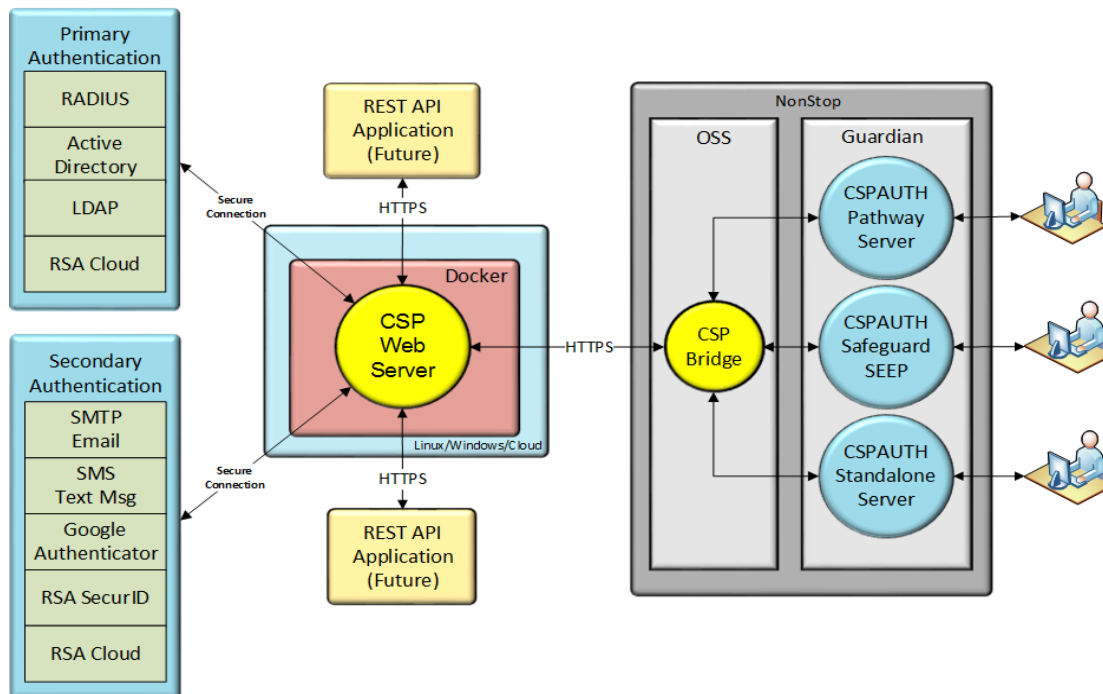 Primary
Authentication
RADIUS
Active
Directory
LDAP
RSA Cloud
Secondary
Authentication
SMTP
Email
SMS
Text Msg
Google
Authenticator
RSA SecurID
RSA Cloud
Secure
Connection
Secure
Connection
REST API
Application
(Future)
HTTPS
Docker
CSP
Web
Server
Linux/Windows/Cloud
HTTPS
REST API
Application
(Future)
HTTPS
NonStop
OSS
CSP
Bridge
Guardian
CSPAUTH
Pathway
Server
CSPAUTH
Safeguard
SEEP
CSPAUTH
Standalone
Server